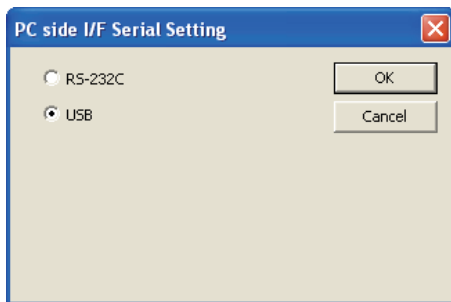 PC side I/F Serial Setting
RS-232C
OK
USB
Cancel